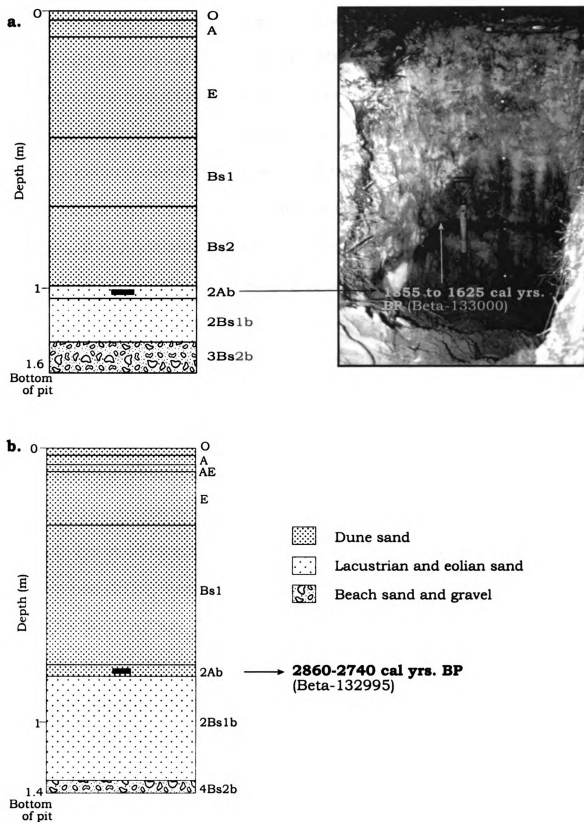 a.
0
O
A
E
Bs1
Depth (m)
Bs2
1
2Ab
2Bs1b
1.6
3Bs2b
Bottom
of pit
1855 to 1625 cal yrs.
BP (Beta-133000)
b.
0
O
A
AE
E
Dune sand
Lacustrian and eolian sand
Bs1
Beach sand and gravel
Depth (m)
2Ab
2860-2740 cal yrs. BP
(Beta-132995)
1
2Bs1b
1.4
4Bs2b
Bottom
of pit